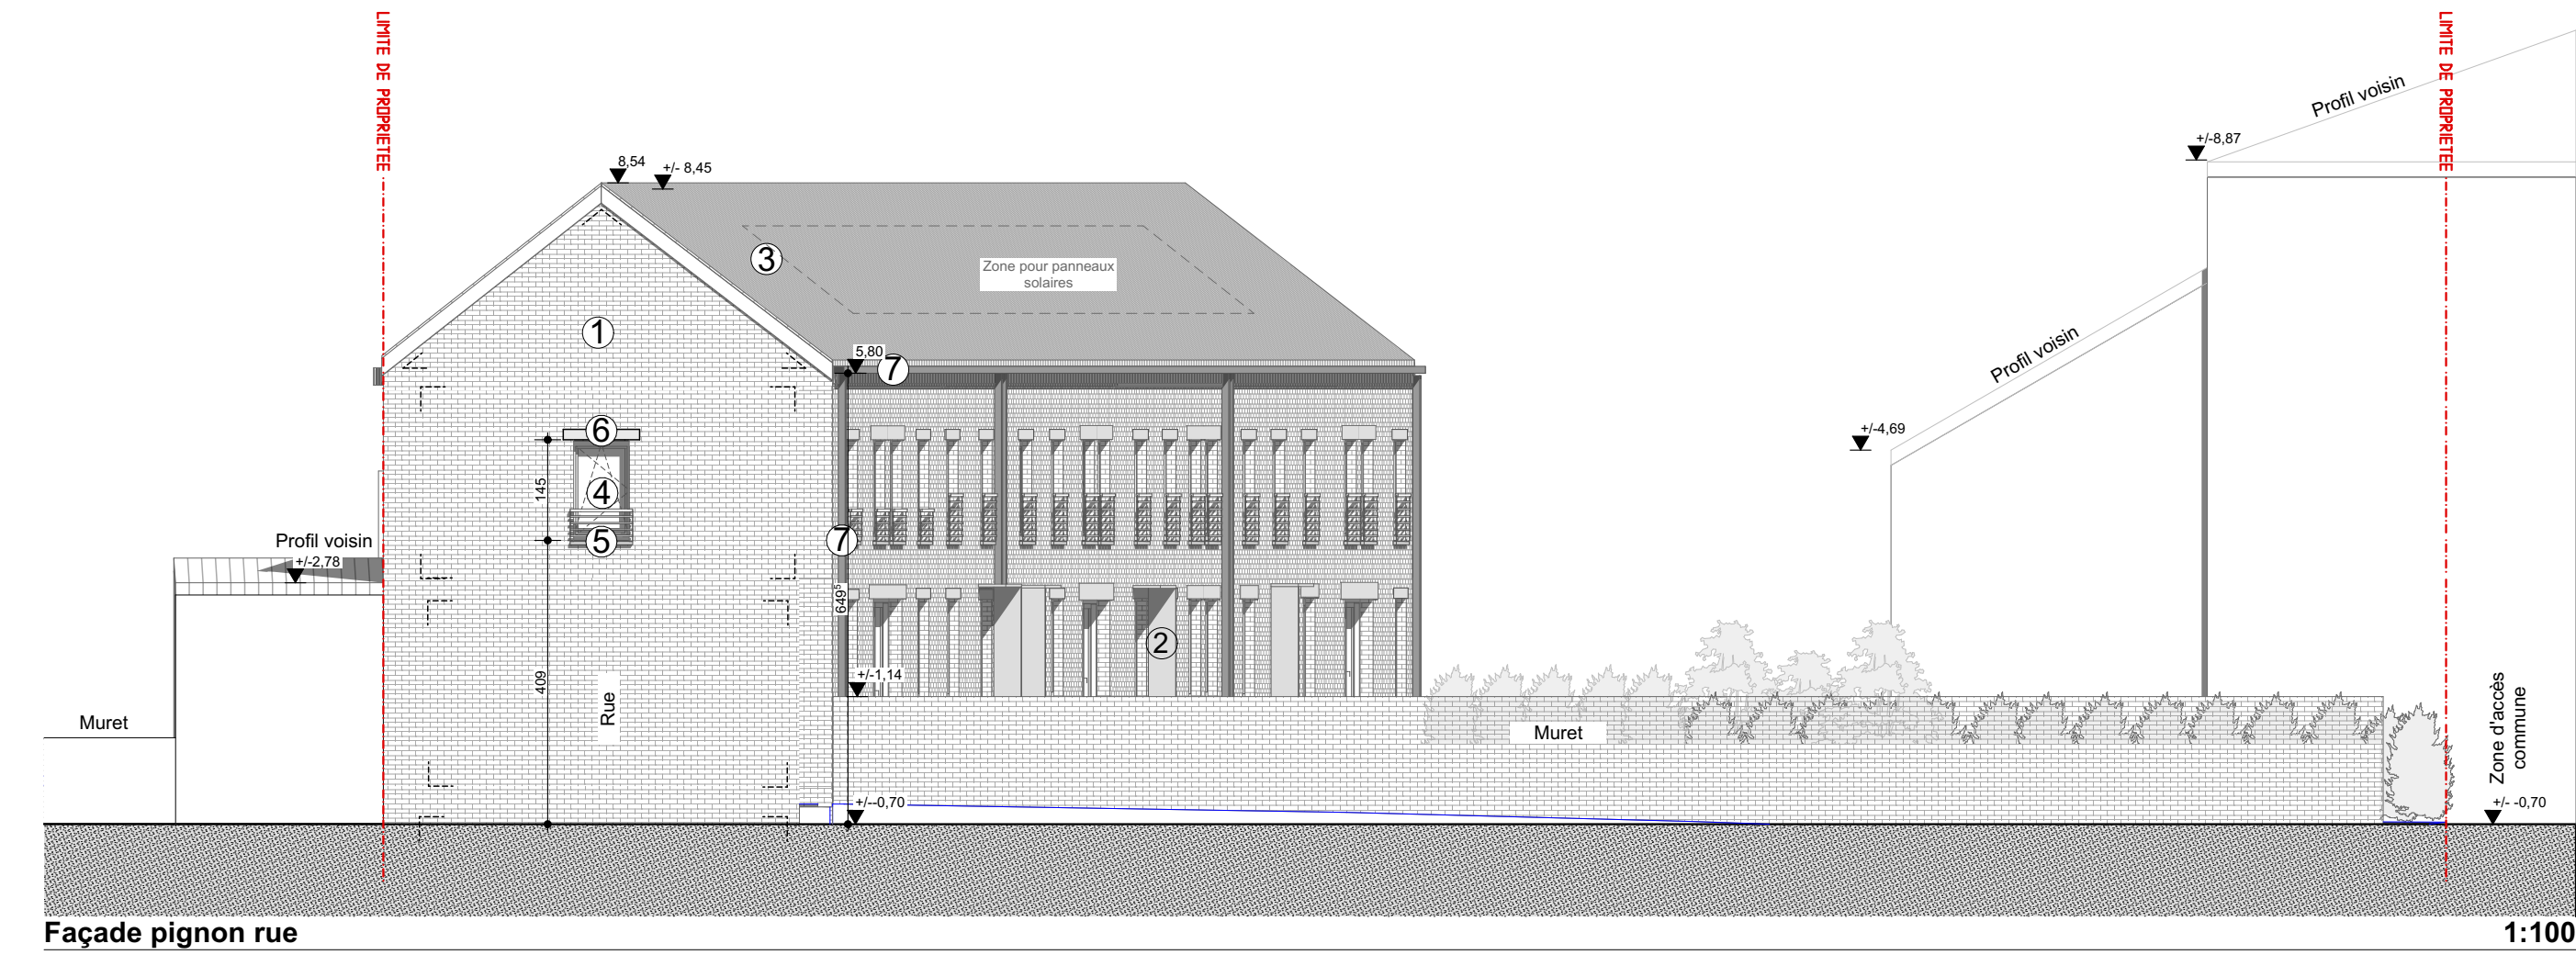 LIMITE DE PROPRIETEE
LIMITE DE PROPRIETEE
Profil voisin
+/-8,87
8,54
+/- 8,45
3
Zone pour panneaux
solaires
1
5,80
7
Profil voisin
6
+/-4,69
145
4
Profil voisin
5
7
+/-2,78
649⁵
2
+/-1,14
409
Rue
Muret
Muret
Zone d'accès
commune
+/--0,70
+/- -0,70
Façade pignon rue
1:100